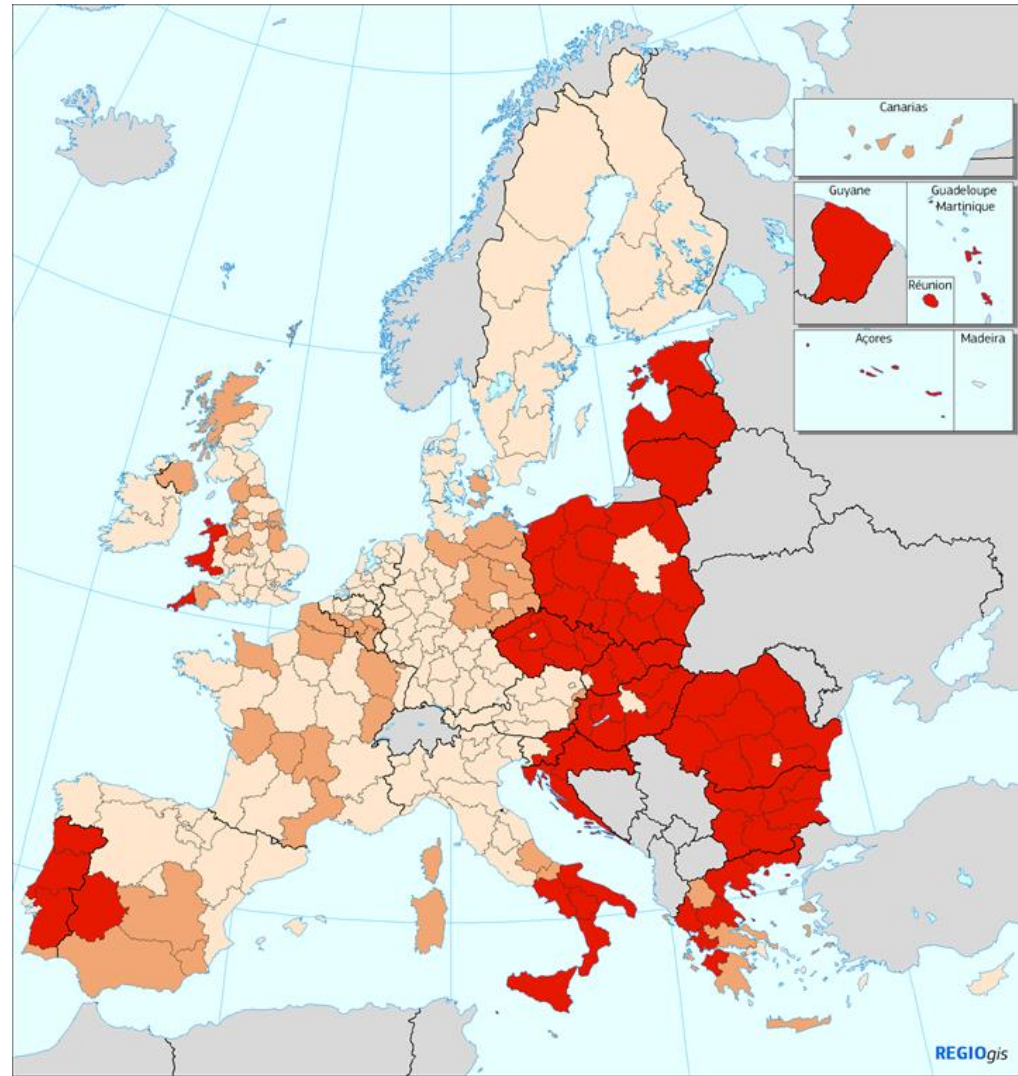 Canarias
Guyane
Guadeloupe
Martinique
Réunion
Açores
Madeira
REGIOgis